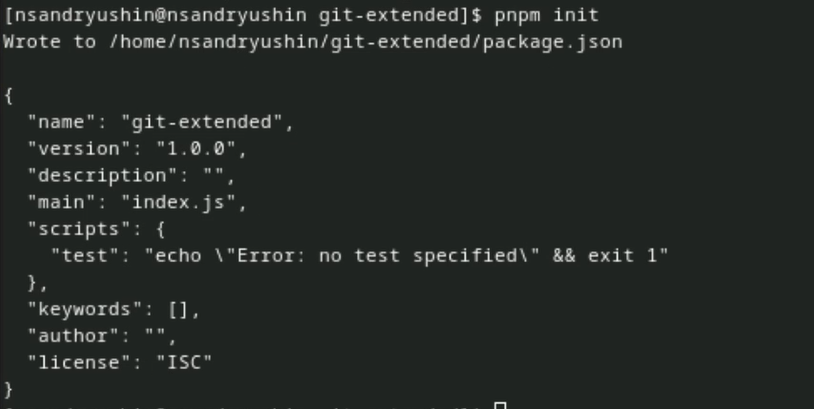 [nsandryushin@nsandryushin git-extended]$ pnpm init
Wrote to /home/nsandryushin/git-extended/package.json
{
  "name": "git-extended",
  "version": "1.0.0",
  "description": "",
  "main": "index.js",
  "scripts": {
    "test": "echo \"Error: no test specified\" && exit 1"
  },
  "keywords": [],
  "author": "",
  "license": "ISC"
}